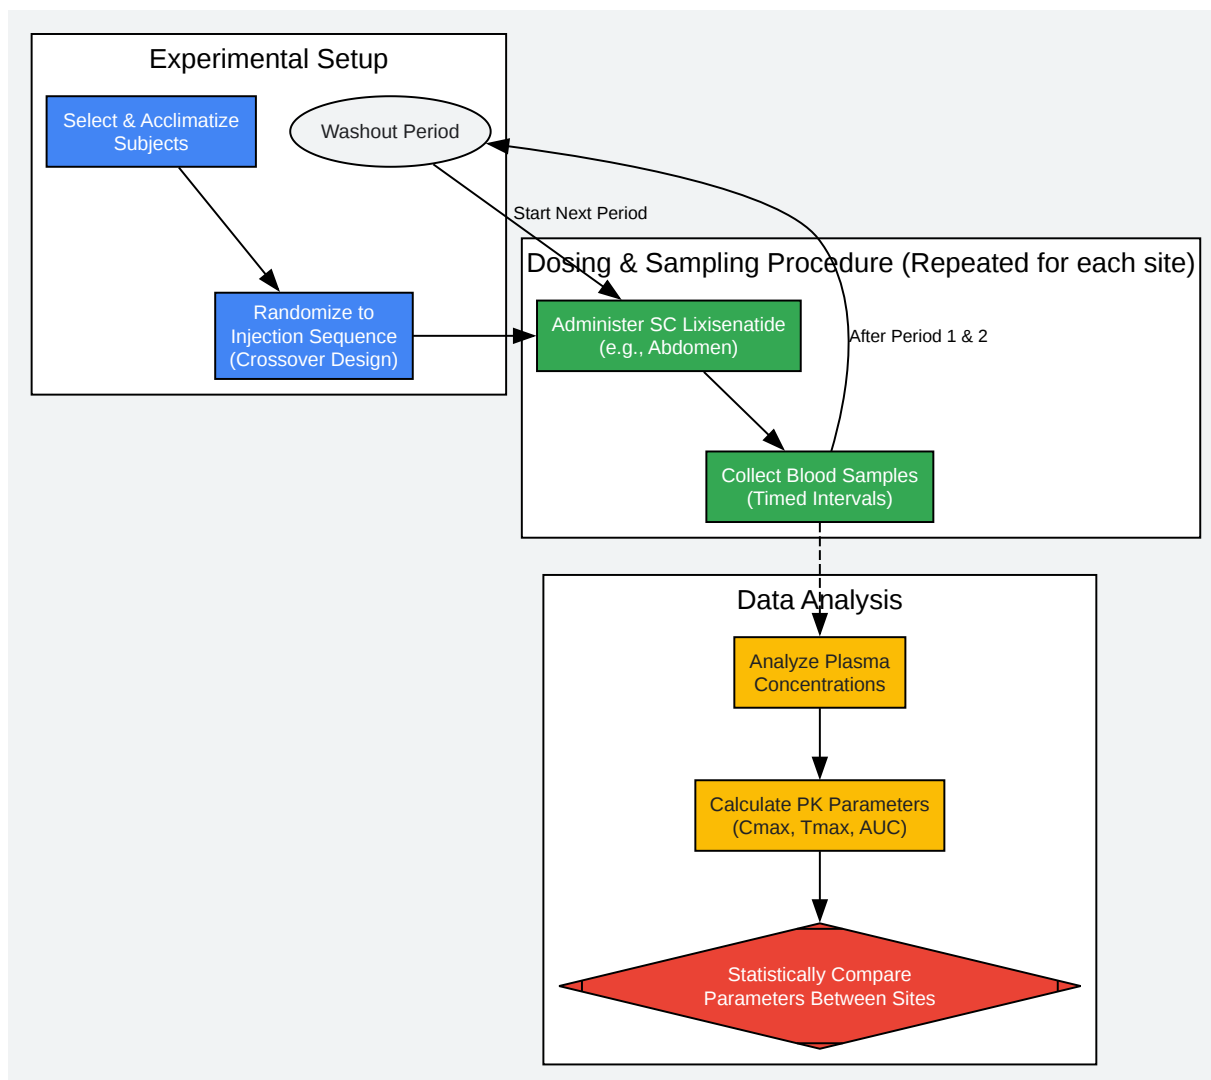 Experimental Setup
Select & Acclimatize
Subjects
Washout Period
Start Next Period
Randomize to
Injection Sequence
(Crossover Design)
Dosing & Sampling Procedure (Repeated for each site)
Administer SC Lixisenatide
(e.g., Abdomen)
After Period 1 & 2
Collect Blood Samples
(Timed Intervals)
Data Analysis
Analyze Plasma
Concentrations
Calculate PK Parameters
(Cmax, Tmax, AUC)
Statistically Compare
Parameters Between Sites